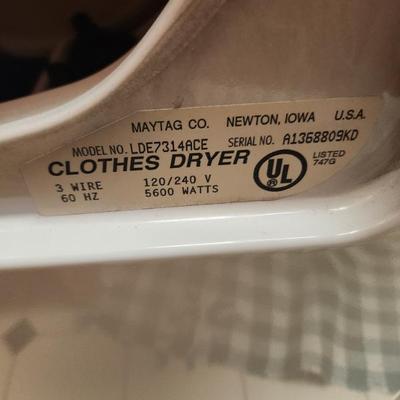 MAYTAG CO. NEWTON, IOWA U.S.A.
MODEL NO. LDE7314ACE SERIAL NO. A1368809KD
CLOTHES DRYER
3 WIRE 120/240 V
60 HZ 5600 WATTS
UL
®
LISTED
747G